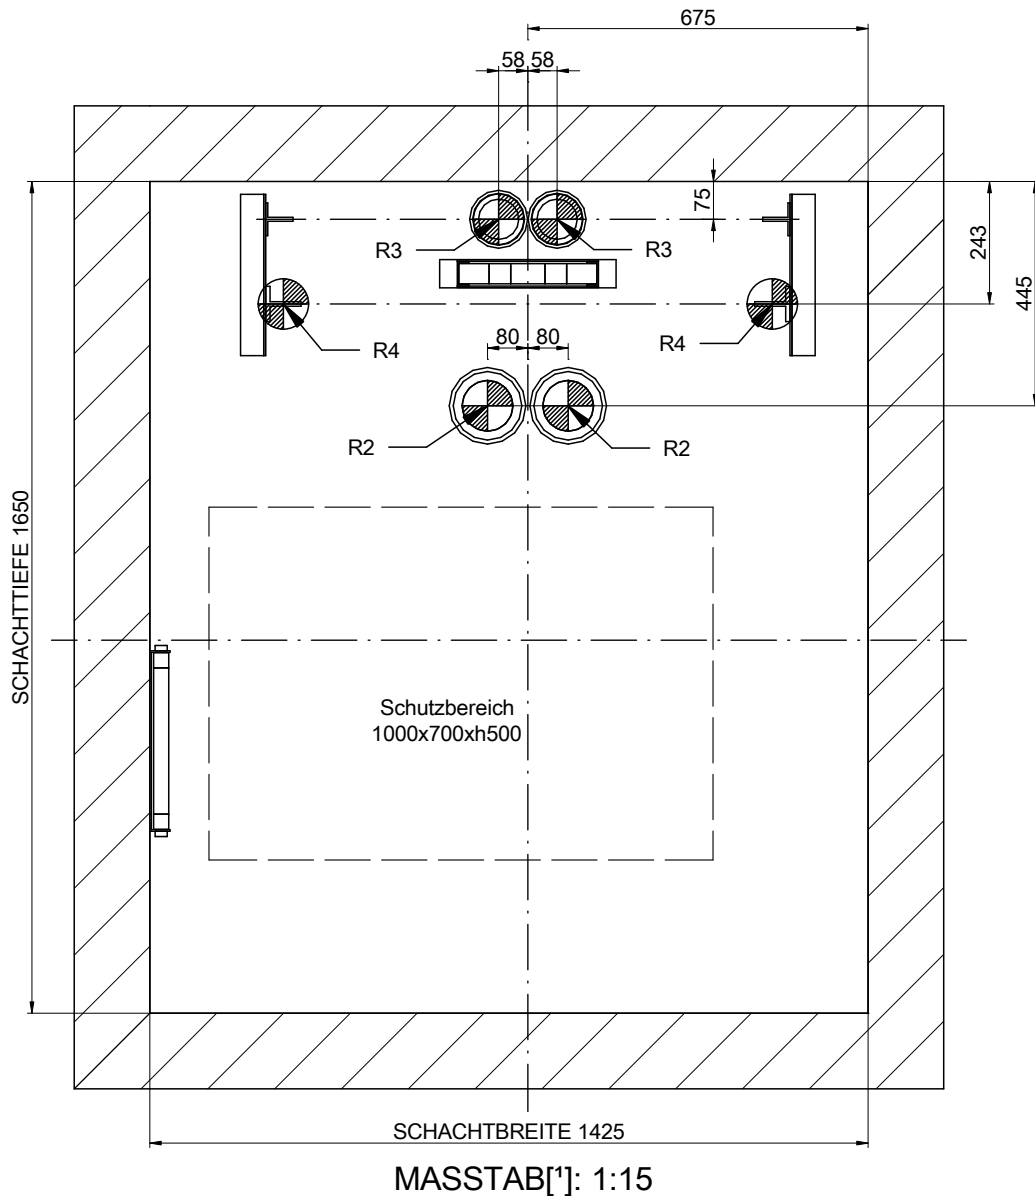 675
58 58
75
243
445
R3 R3
R4 R4
80 80
R2 R2
SCHACHTTIEFE 1650
Schutzbereich
1000x700xh500
SCHACHTBREITE 1425
MASSTAB[¹]: 1:15